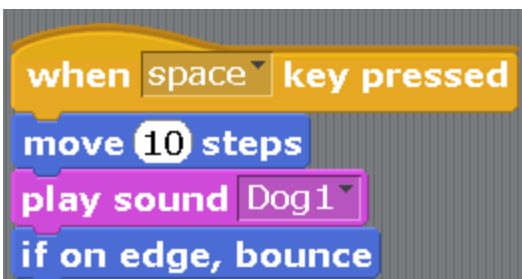 when space key pressed
move 10 steps
play sound Dog1
if on edge, bounce